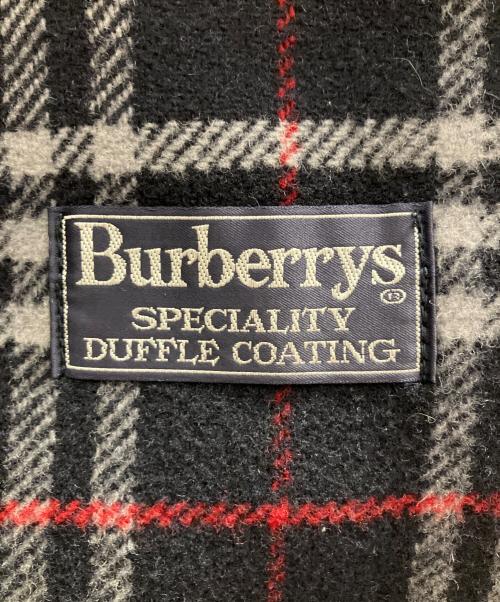 Burberrys
SPECIALITY
DUFFLE COATING